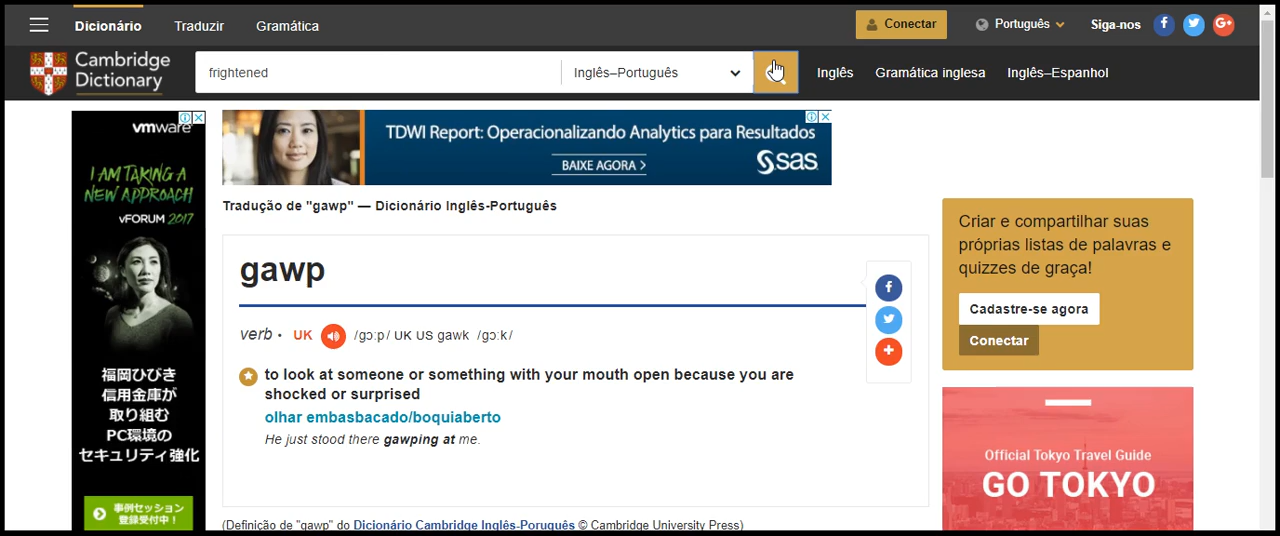 Dicionário Traduzir Gramática Conectar Português Siga-nos
Cambridge
Dictionary
frightened Inglês–Português Inglês Gramática inglesa Inglês–Espanhol
vmware
I AM TAKING A
NEW APPROACH
vFORUM 2017
福岡ひびき
信用金庫が
取り組む
PC環境の
セキュリティ強化
事例セッション
登録受付中！
TDWI Report: Operacionalizando Analytics para Resultados
BAIXE AGORA >
sas
Tradução de "gawp" — Dicionário Inglês-Português
gawp
verb • UK /ɡɔːp/ UK US gawk /ɡɔːk/
to look at someone or something with your mouth open because you are
shocked or surprised
olhar embasbacado/boquiaberto
He just stood there gawping at me.
(Definição de "gawp" do Dicionário Cambridge Inglês-Poruguês © Cambridge University Press)
Criar e compartilhar suas
próprias listas de palavras e
quizzes de graça!
Cadastre-se agora
Conectar
Official Tokyo Travel Guide
GO TOKYO